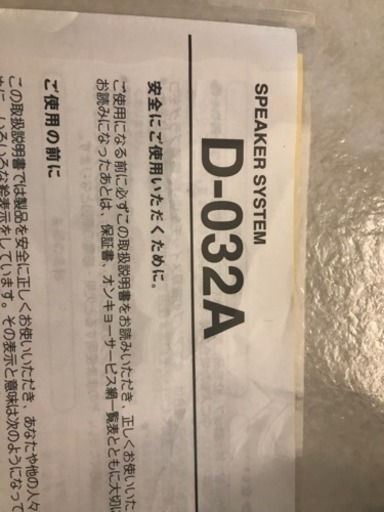 SPEAKER SYSTEM
D-032A
安全にご使用いただくために。
ご使用になる前に必ずこの取扱説明書をお読みいただき、正しくお使いいた
お読みになったあとは、保証書、オンキョーサービス網一覧表とともに大切に
ご使用の前に
この取扱説明書では製品を安全に正しくお使いいただき、あなたや他の人々
めに、いろいろな絵表示をしています。その表示と意味は次のようになって